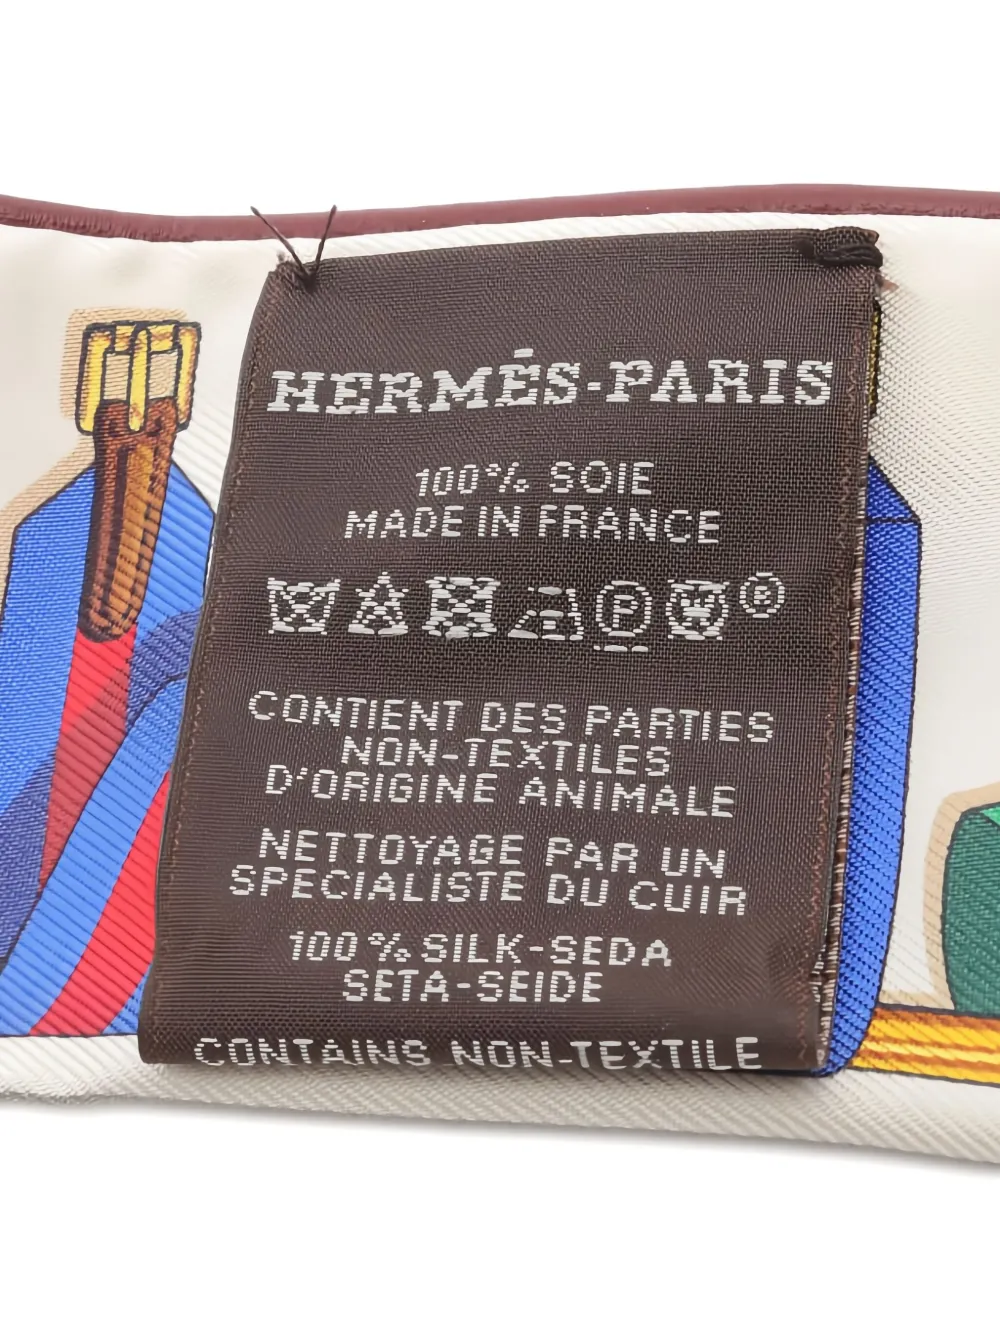 HERMÈS-PARIS
100% SOIE
MADE IN FRANCE
P ®
CONTIENT DES PARTIES
NON-TEXTILES
D'ORIGINE ANIMALE
NETTOYAGE PAR UN
SPECIALISTE DU CUIR
100% SILK-SEDA
SETA-SEIDE
CONTAINS NON-TEXTILE